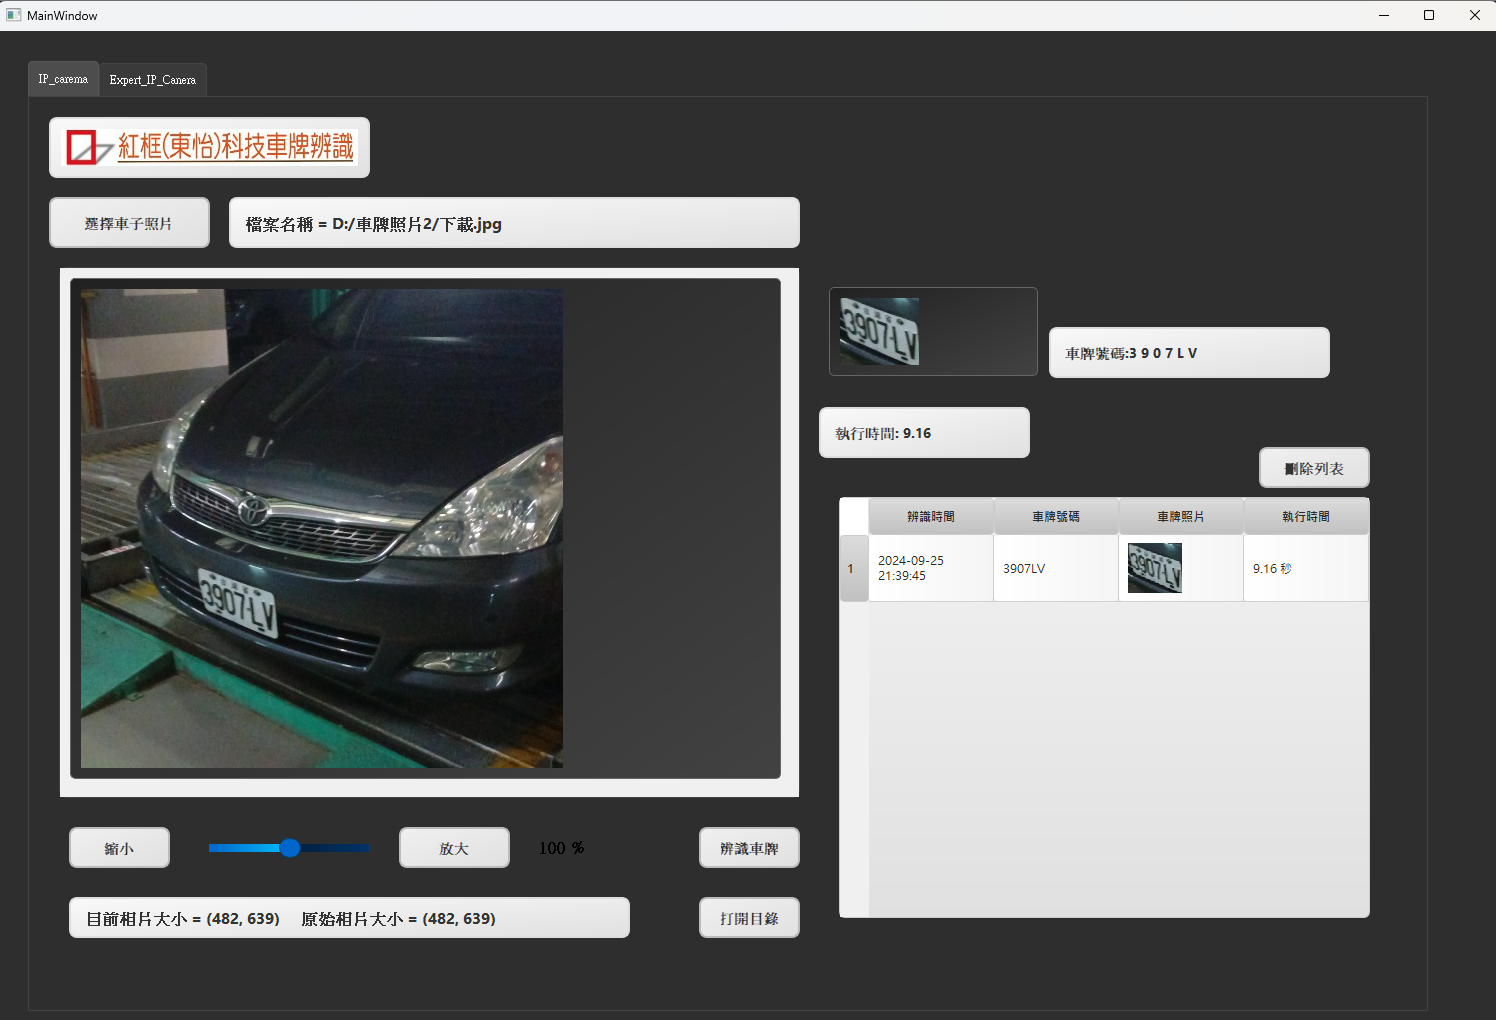 MainWindow
IP_carema
Expert_IP_Canera
紅框(東怡)科技車牌辨識
選擇車子照片
檔案名稱 = D:/車牌照片2/下載.jpg
3907-LV
3907-LV
車牌號碼:3 9 0 7 L V
執行時間: 9.16
刪除列表
辨識時間
車牌號碼
車牌照片
執行時間
1
2024-09-25
21:39:45
3907LV
3907-LV
9.16 秒
縮小
放大
100 %
辨識車牌
目前相片大小 = (482, 639) 原始相片大小 = (482, 639)
打開目錄